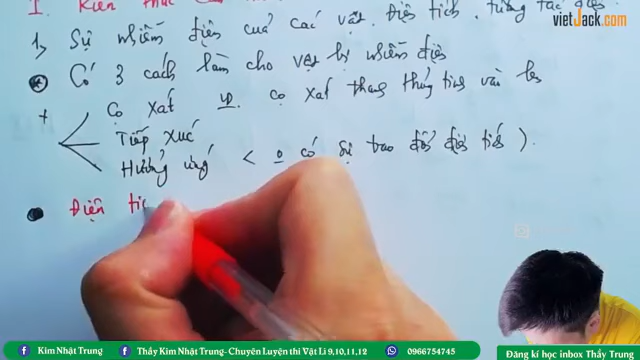 I. Kiến thức
vietJack.com
1, Sự nhiễm điện của các vật. Điện tích. tương tác điện
Có 3 cách làm cho vật bị nhiễm điện
+ Cọ xát vd. cọ xát thanh thủy tinh vào len
Tiếp xúc
Hưởng ứng < 0 có sự trao đổi điện tích ).
Điện tíc
Kim Nhật Trung
Thầy Kim Nhật Trung- Chuyên Luyện thi Vật Lí 9,10,11,12
0966754745
Đăng kí học inbox Thầy Trung